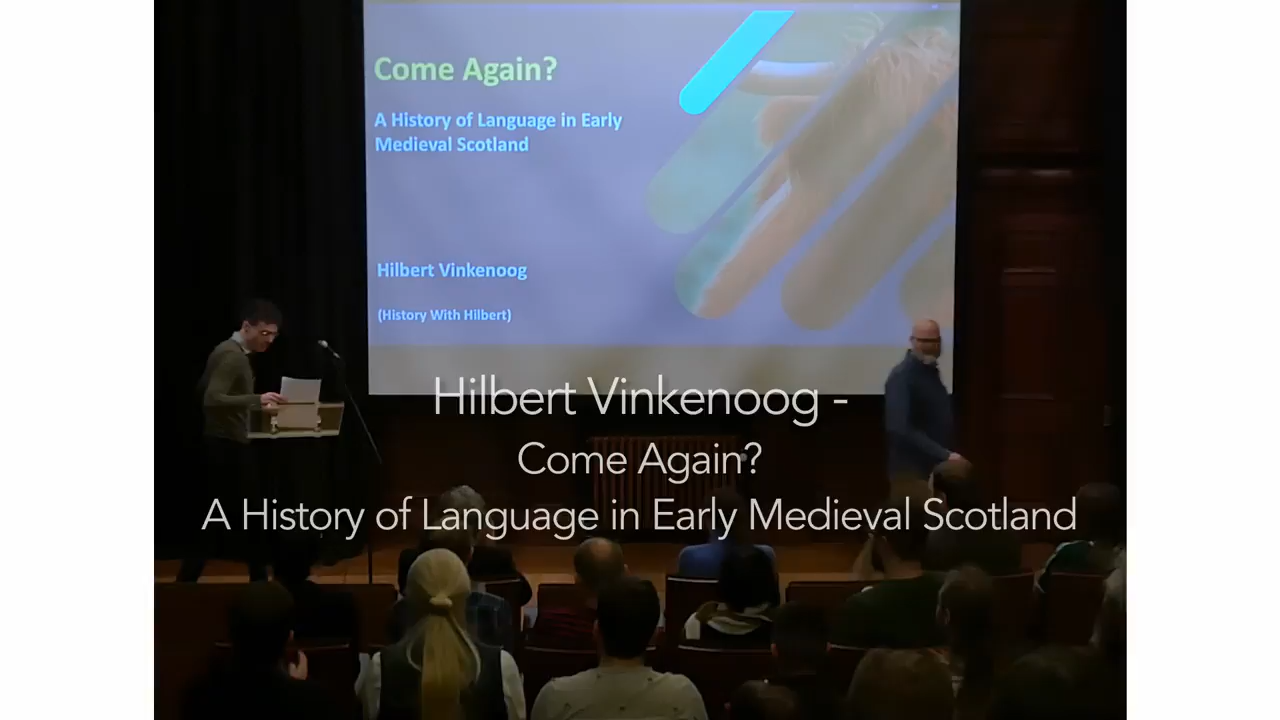 Come Again?
A History of Language in Early
Medieval Scotland
Hilbert Vinkenoog
(History With Hilbert)
Hilbert Vinkenoog -
Come Again?
A History of Language in Early Medieval Scotland